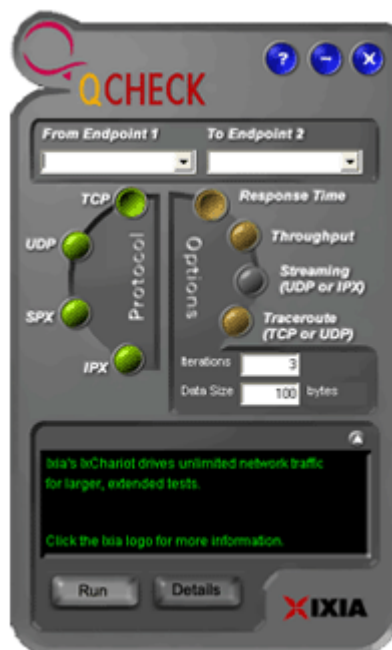 QCHECK
? – X
From Endpoint 1 To Endpoint 2
TCP
UDP
SPX
IPX
Protocol
Options
Response Time
Throughput
Streaming
(UDP or IPX)
Traceroute
(TCP or UDP)
Iterations 3
Data Size 100 bytes
Ixia's IxChariot drives unlimited network traffic
for larger, extended tests.
Click the Ixia logo for more information.
Run Details
XIXIA